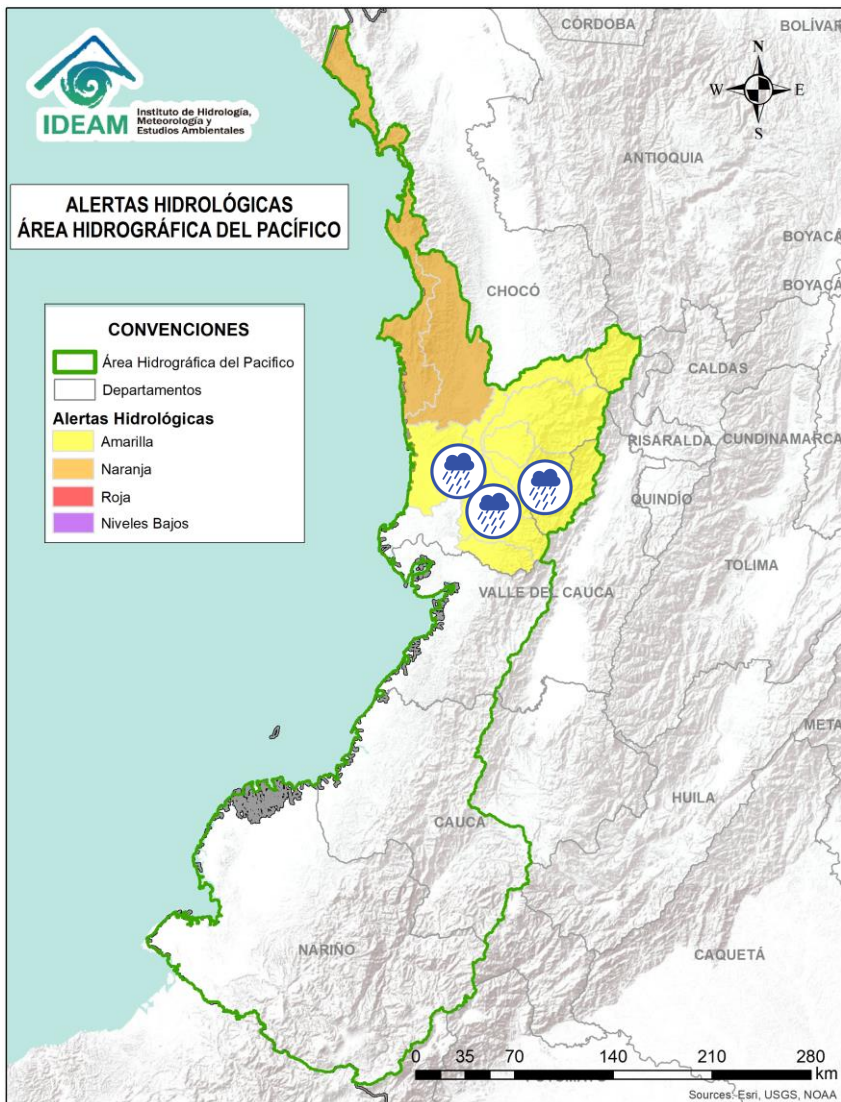 IDEAM
Instituto de Hidrología,
Meteorología y
Estudios Ambientales
ALERTAS HIDROLÓGICAS
ÁREA HIDROGRÁFICA DEL PACÍFICO
CONVENCIONES
Área Hidrográfica del Pacifico
Departamentos
Alertas Hidrológicas
Amarilla
Naranja
Roja
Niveles Bajos
N
W
E
S
CÓRDOBA
BOLÍVAR
ANTIOQUIA
BOYACÁ
BOYACÁ
CHOCÓ
CALDAS
RISARALDA
CUNDINAMARCA
QUINDÍO
TOLIMA
VALLE DEL CAUCA
META
HUILA
CAUCA
NARIÑO
CAQUETÁ
0 35 70 140 210 280
km
Sources: Esri, USGS, NOAA